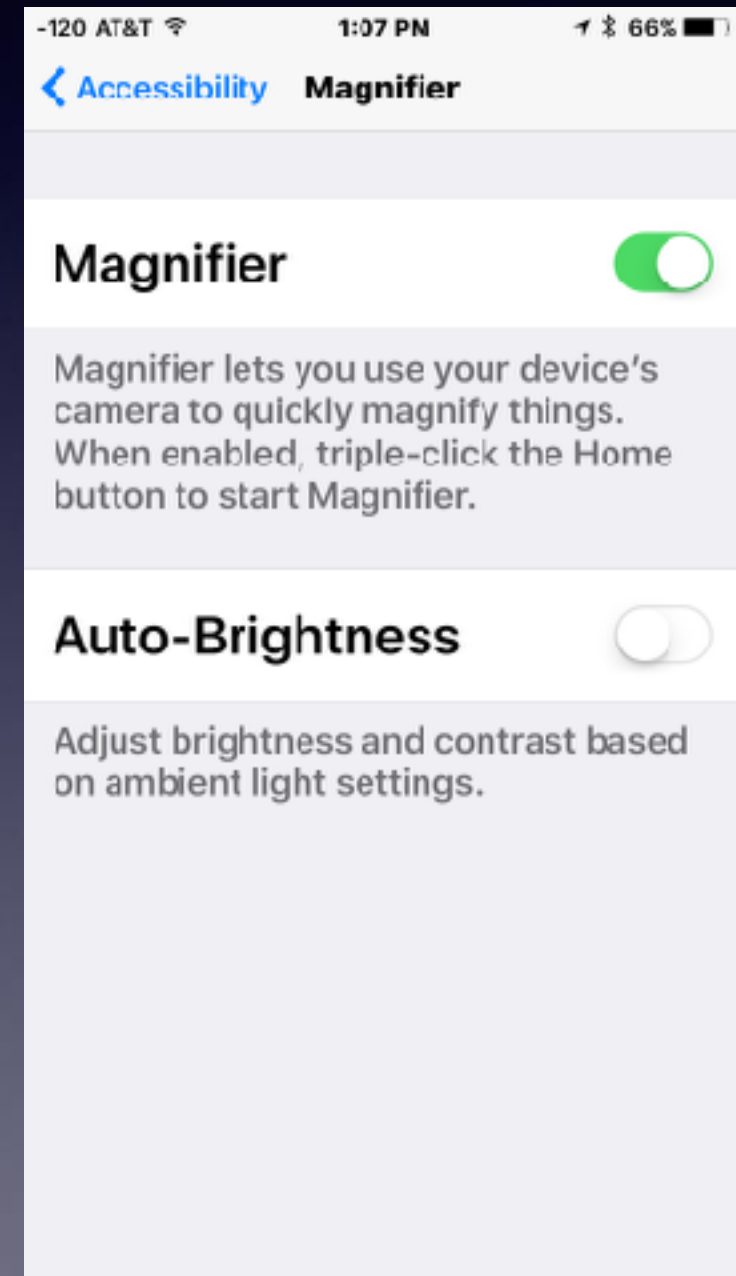 -120 AT&T 1:07 PM 66%
Accessibility Magnifier
Magnifier
Magnifier lets you use your device's
camera to quickly magnify things.
When enabled, triple-click the Home
button to start Magnifier.
Auto-Brightness
Adjust brightness and contrast based
on ambient light settings.